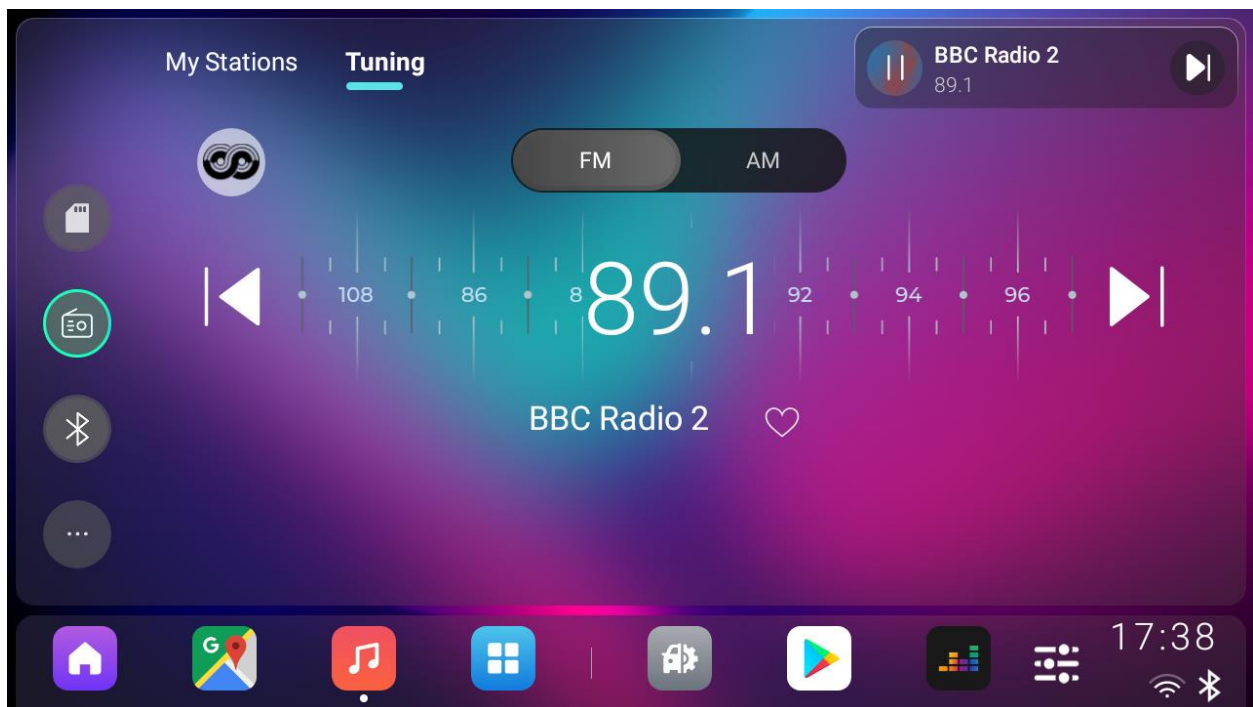 My Stations
Tuning
BBC Radio 2
89.1
FM
AM
108
86
8
89.1
92
94
96
BBC Radio 2
G
17:38